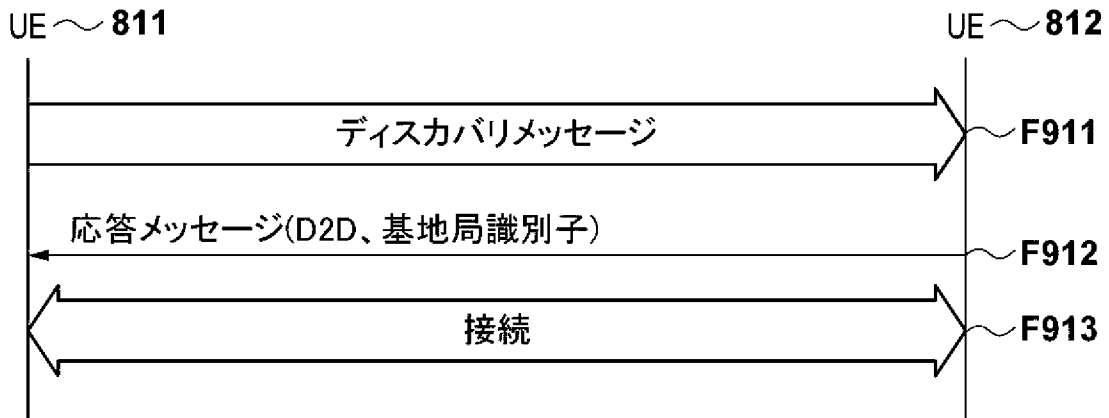 UE 811
UE 812
ディスカバリメッセージ
F911
応答メッセージ(D2D、基地局識別子)
F912
接続
F913